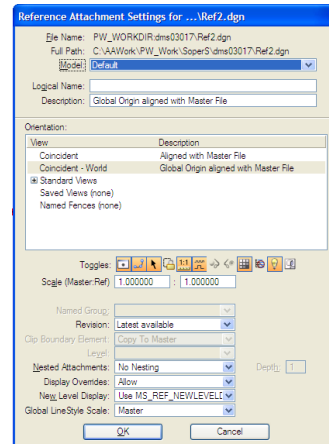 Reference Attachment Settings for ...\Ref2.dgn
File Name: PW_WORKDIR:dms03017\Ref2.dgn
Full Path: C:\AAWork\PW_Work\SoperS\dms03017\Ref2.dgn
Model: Default
Logical Name:
Description: Global Origin aligned with Master File
Orientation:
View Description
Coincident Aligned with Master File
Coincident - World Global Origin aligned with Master File
Standard Views
Saved Views (none)
Named Fences (none)
Toggles: 1:1
Scale (Master:Ref) 1.000000 : 1.000000
Named Group:
Revision: Latest available
Clip Boundary Element: Copy To Master
Level:
Nested Attachments: No Nesting Depth: 1
Display Overrides: Allow
New Level Display: Use MS_REF_NEWLEVELD
Global LineStyle Scale: Master
OK Cancel